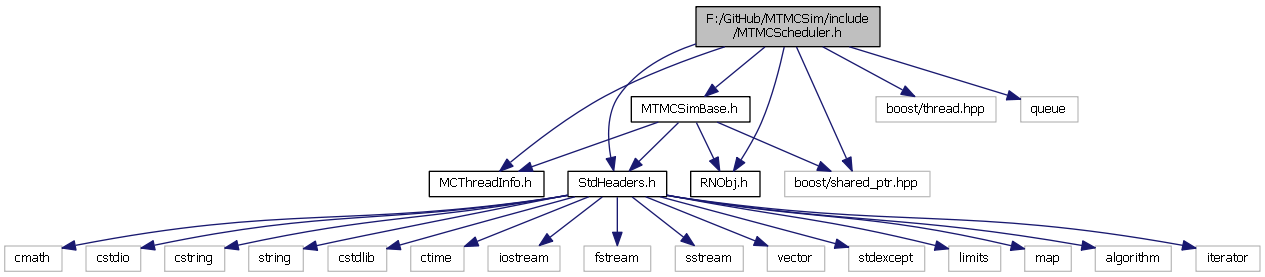 F:/GitHub/MTMCSim/include
/MTMCScheduler.h
MTMCSimBase.h
boost/thread.hpp
queue
MCThreadInfo.h
StdHeaders.h
RNObj.h
boost/shared_ptr.hpp
cmath
cstdio
cstring
string
cstdlib
ctime
iostream
fstream
sstream
vector
stdexcept
limits
map
algorithm
iterator